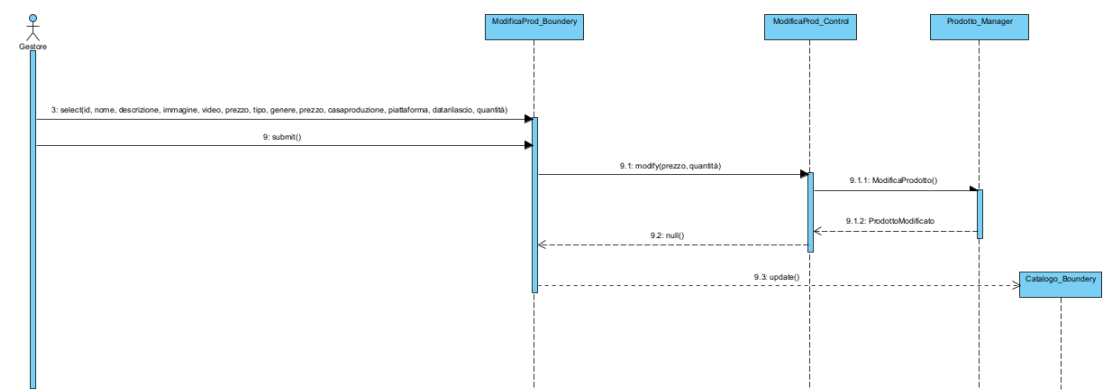 ModificaProd_Boundery
ModificaProd_Control
Prodotto_Manager
Gestore
3: select(id, nome, descrizione, immagine, video, prezzo, tipo, genere, prezzo, casaproduzione, piattaforma, datarilascio, quantità)
9: submit()
9.1: modify(prezzo, quantità)
9.1.1: ModificaProdotto()
9.1.2: ProdottoModificato
9.2: null()
9.3: update()
Catalogo_Boundery